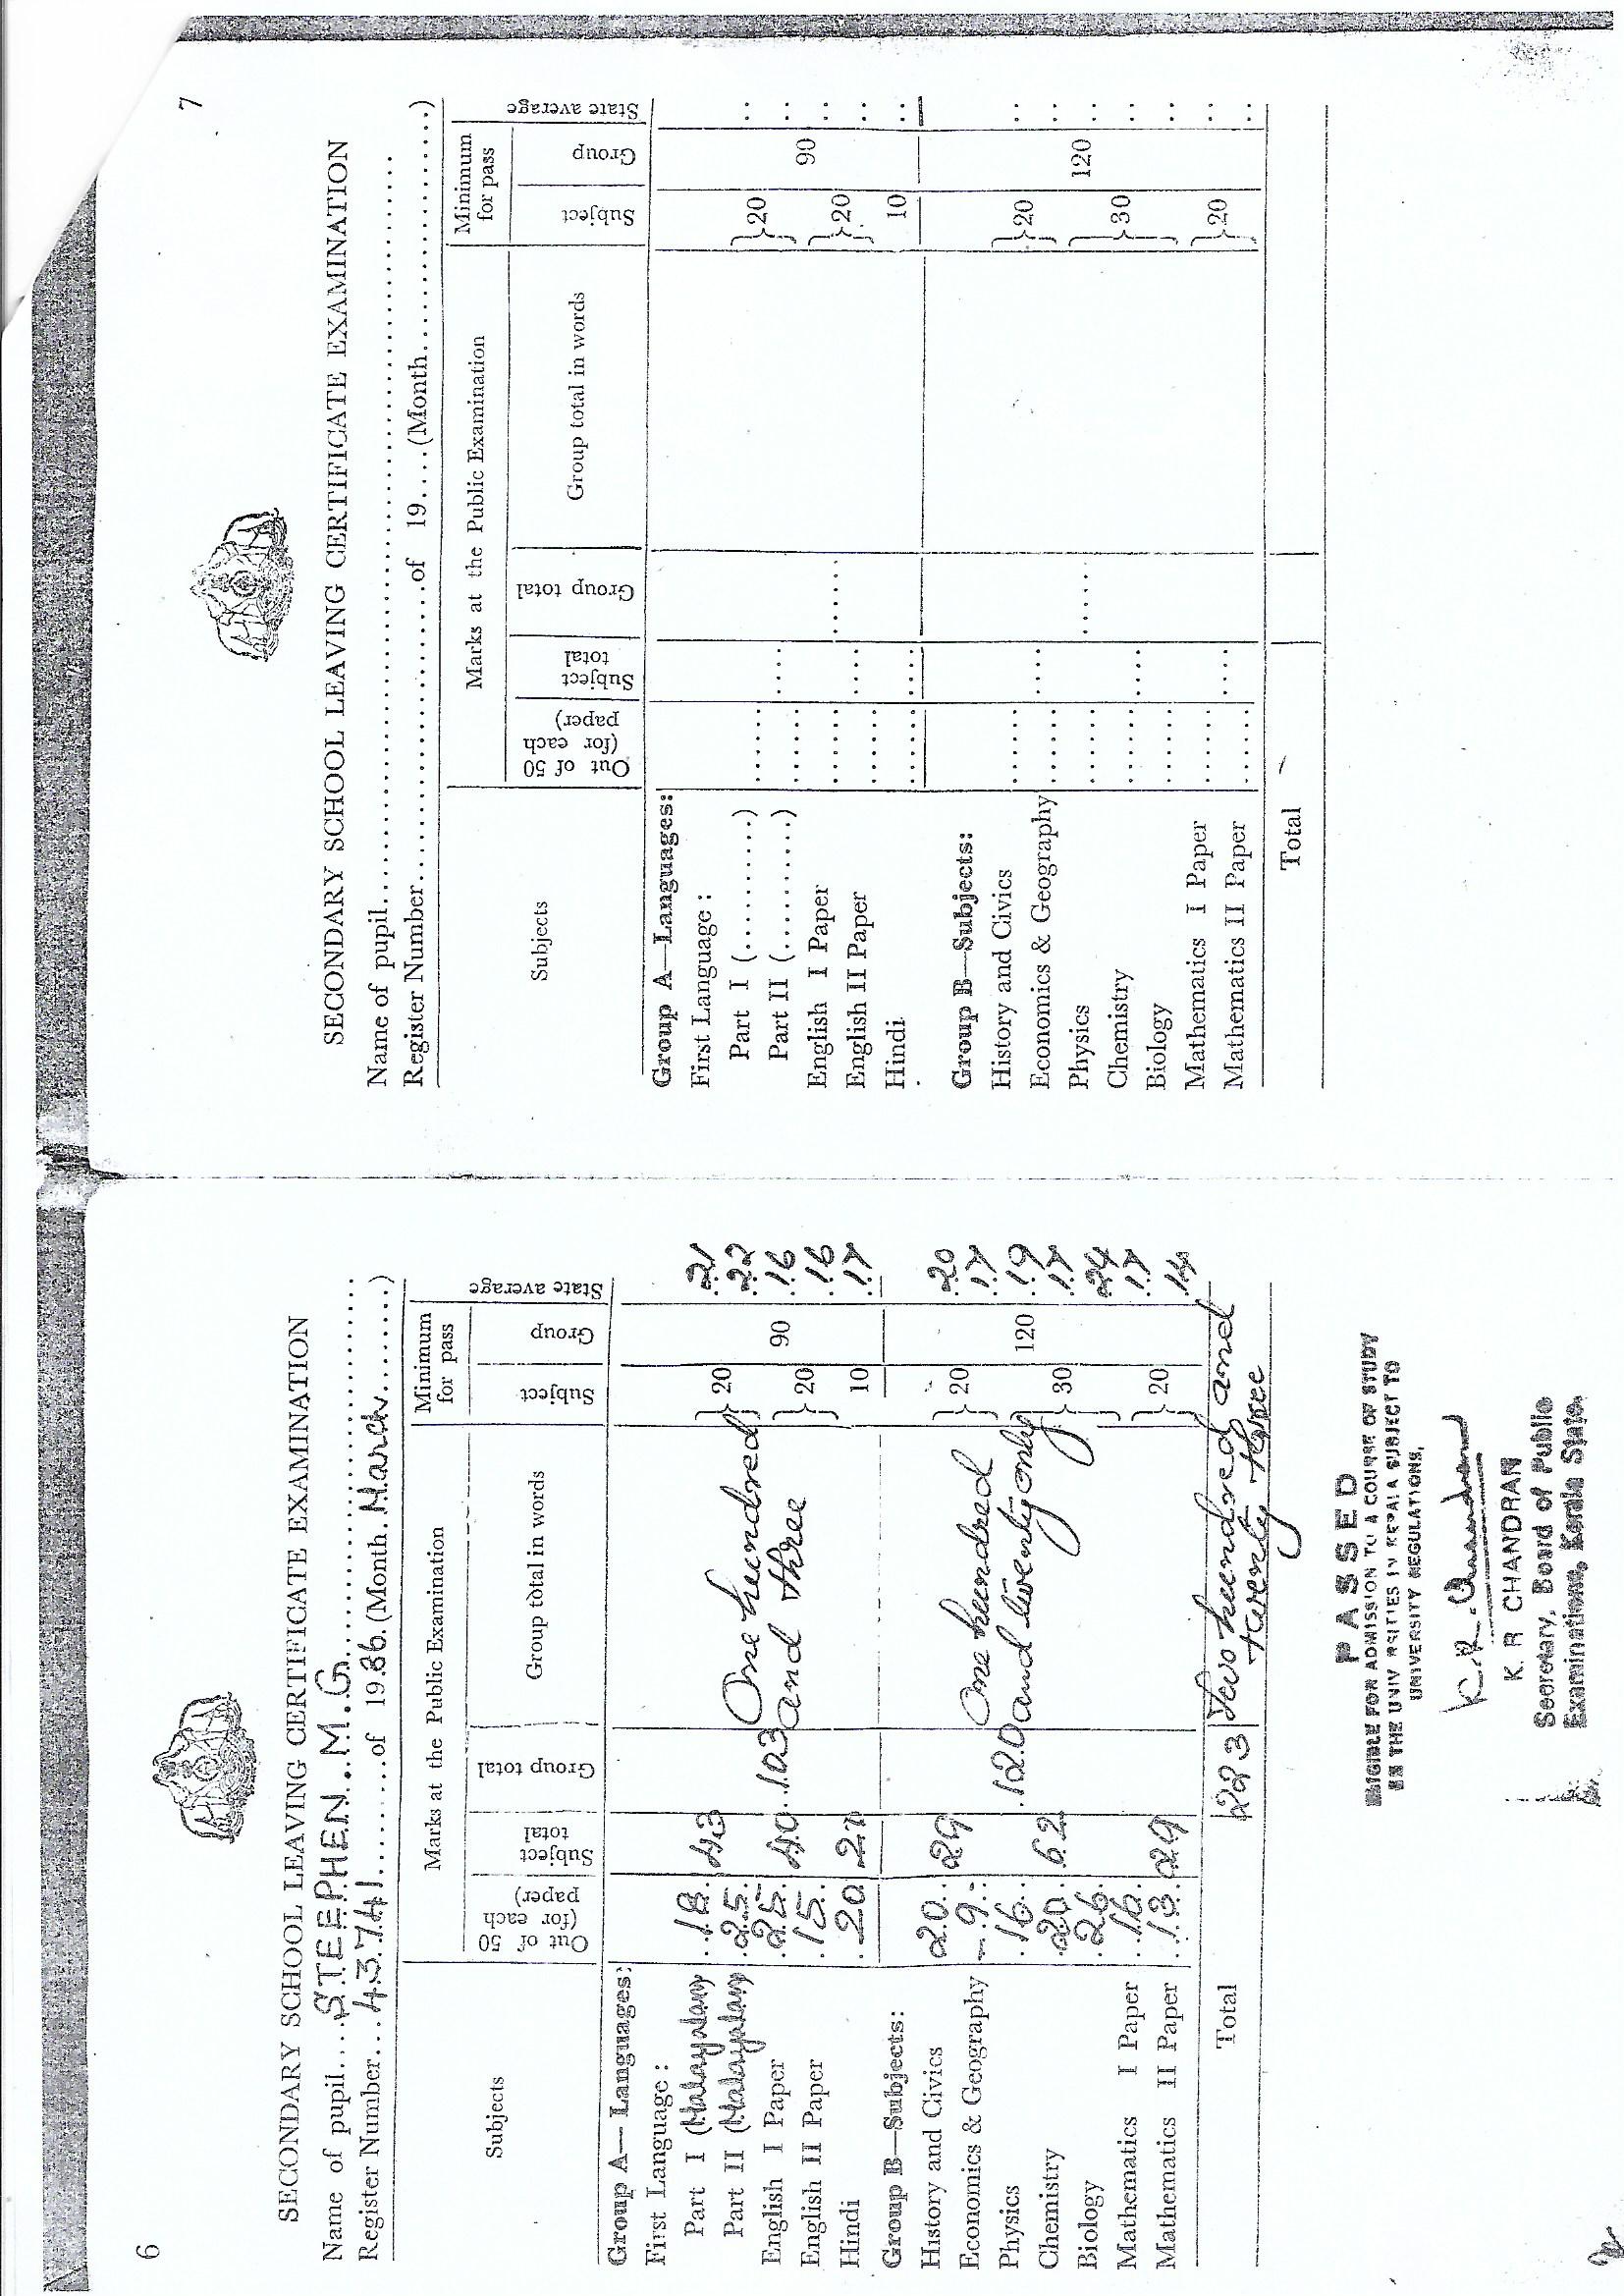 6
SECONDARY SCHOOL LEAVING CERTIFICATE EXAMINATION
Name of pupil....STEEPHEN..M.G.
Register Number...43741........of 1986.(Month.March.......)
Subjects
Marks at the Public Examination
Minimum for pass
State average
Out of 50 (for each paper)
Subject total
Group total
Group total in words
Subject
Group
Group A—Languages:
First Language:
Part I (Malayalam) 18 43 20 21
Part II (Malayalam) 25 22
English I Paper 25 40 103 One hundred and three 20 90 16
English II Paper 15 16
Hindi 20 10 17
Group B—Subjects:
History and Civics 20 29 20 20
Economics & Geography 9 17
Physics 16 62 120 One hundred and twenty only 30 120 19
Chemistry 20 17
Biology 26 24
Mathematics I Paper 16 29 20 17
Mathematics II Paper 13 14
Total 223 Two hundred and twenty three
PASSED
ELIGIBLE FOR ADMISSION TO A COURSE OF STUDY
IN THE UNIVERSITIES IN KERALA SUBJECT TO
UNIVERSITY REGULATIONS.
K.R. Chandran
K. R CHANDRAN
Secretary, Board of Public
Examinations, Kerala State.
7
SECONDARY SCHOOL LEAVING CERTIFICATE EXAMINATION
Name of pupil
Register Number........of 19....(Month........)
Subjects
Marks at the Public Examination
Minimum for pass
State average
Out of 50 (for each paper)
Subject total
Group total
Group total in words
Subject
Group
Group A—Languages:
First Language:
Part I (..........) 20
Part II (..........)
English I Paper 20 90
English II Paper
Hindi 10
Group B—Subjects:
History and Civics 20
Economics & Geography
Physics 30 120
Chemistry
Biology
Mathematics I Paper 20
Mathematics II Paper
Total